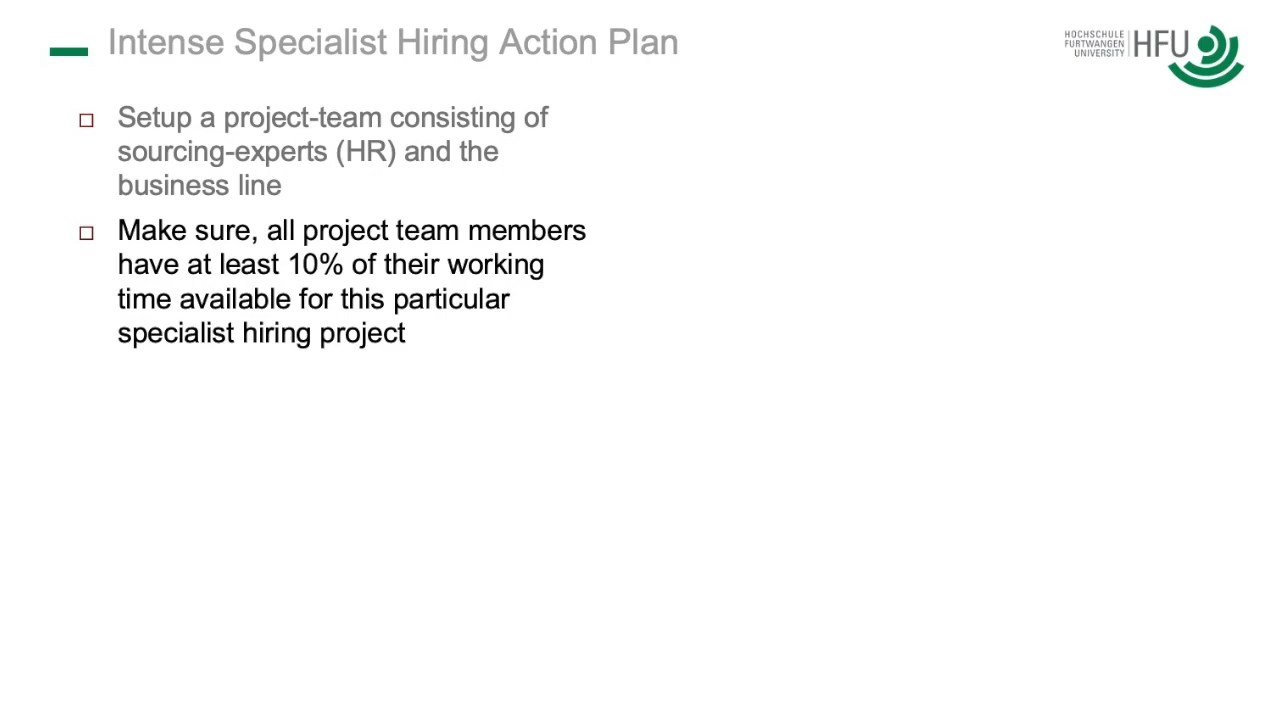 Intense Specialist Hiring Action Plan
HOCHSCHULE
FURTWANGEN
UNIVERSITY
HFU
Setup a project-team consisting of
sourcing-experts (HR) and the
business line
Make sure, all project team members
have at least 10% of their working
time available for this particular
specialist hiring project